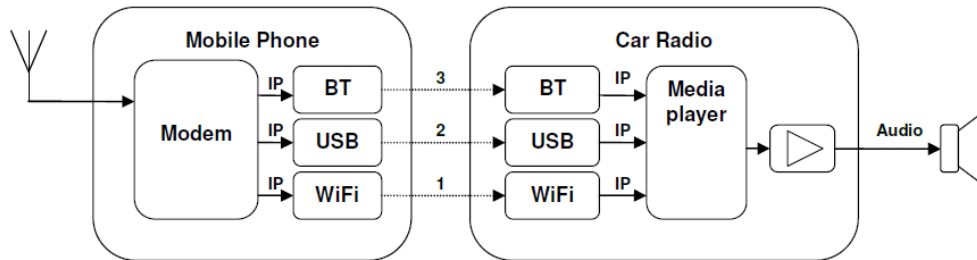 Mobile Phone
Car Radio
Modem
IP
BT
3
BT
IP
Media
player
IP
USB
2
USB
IP
Audio
IP
WiFi
1
WiFi
IP